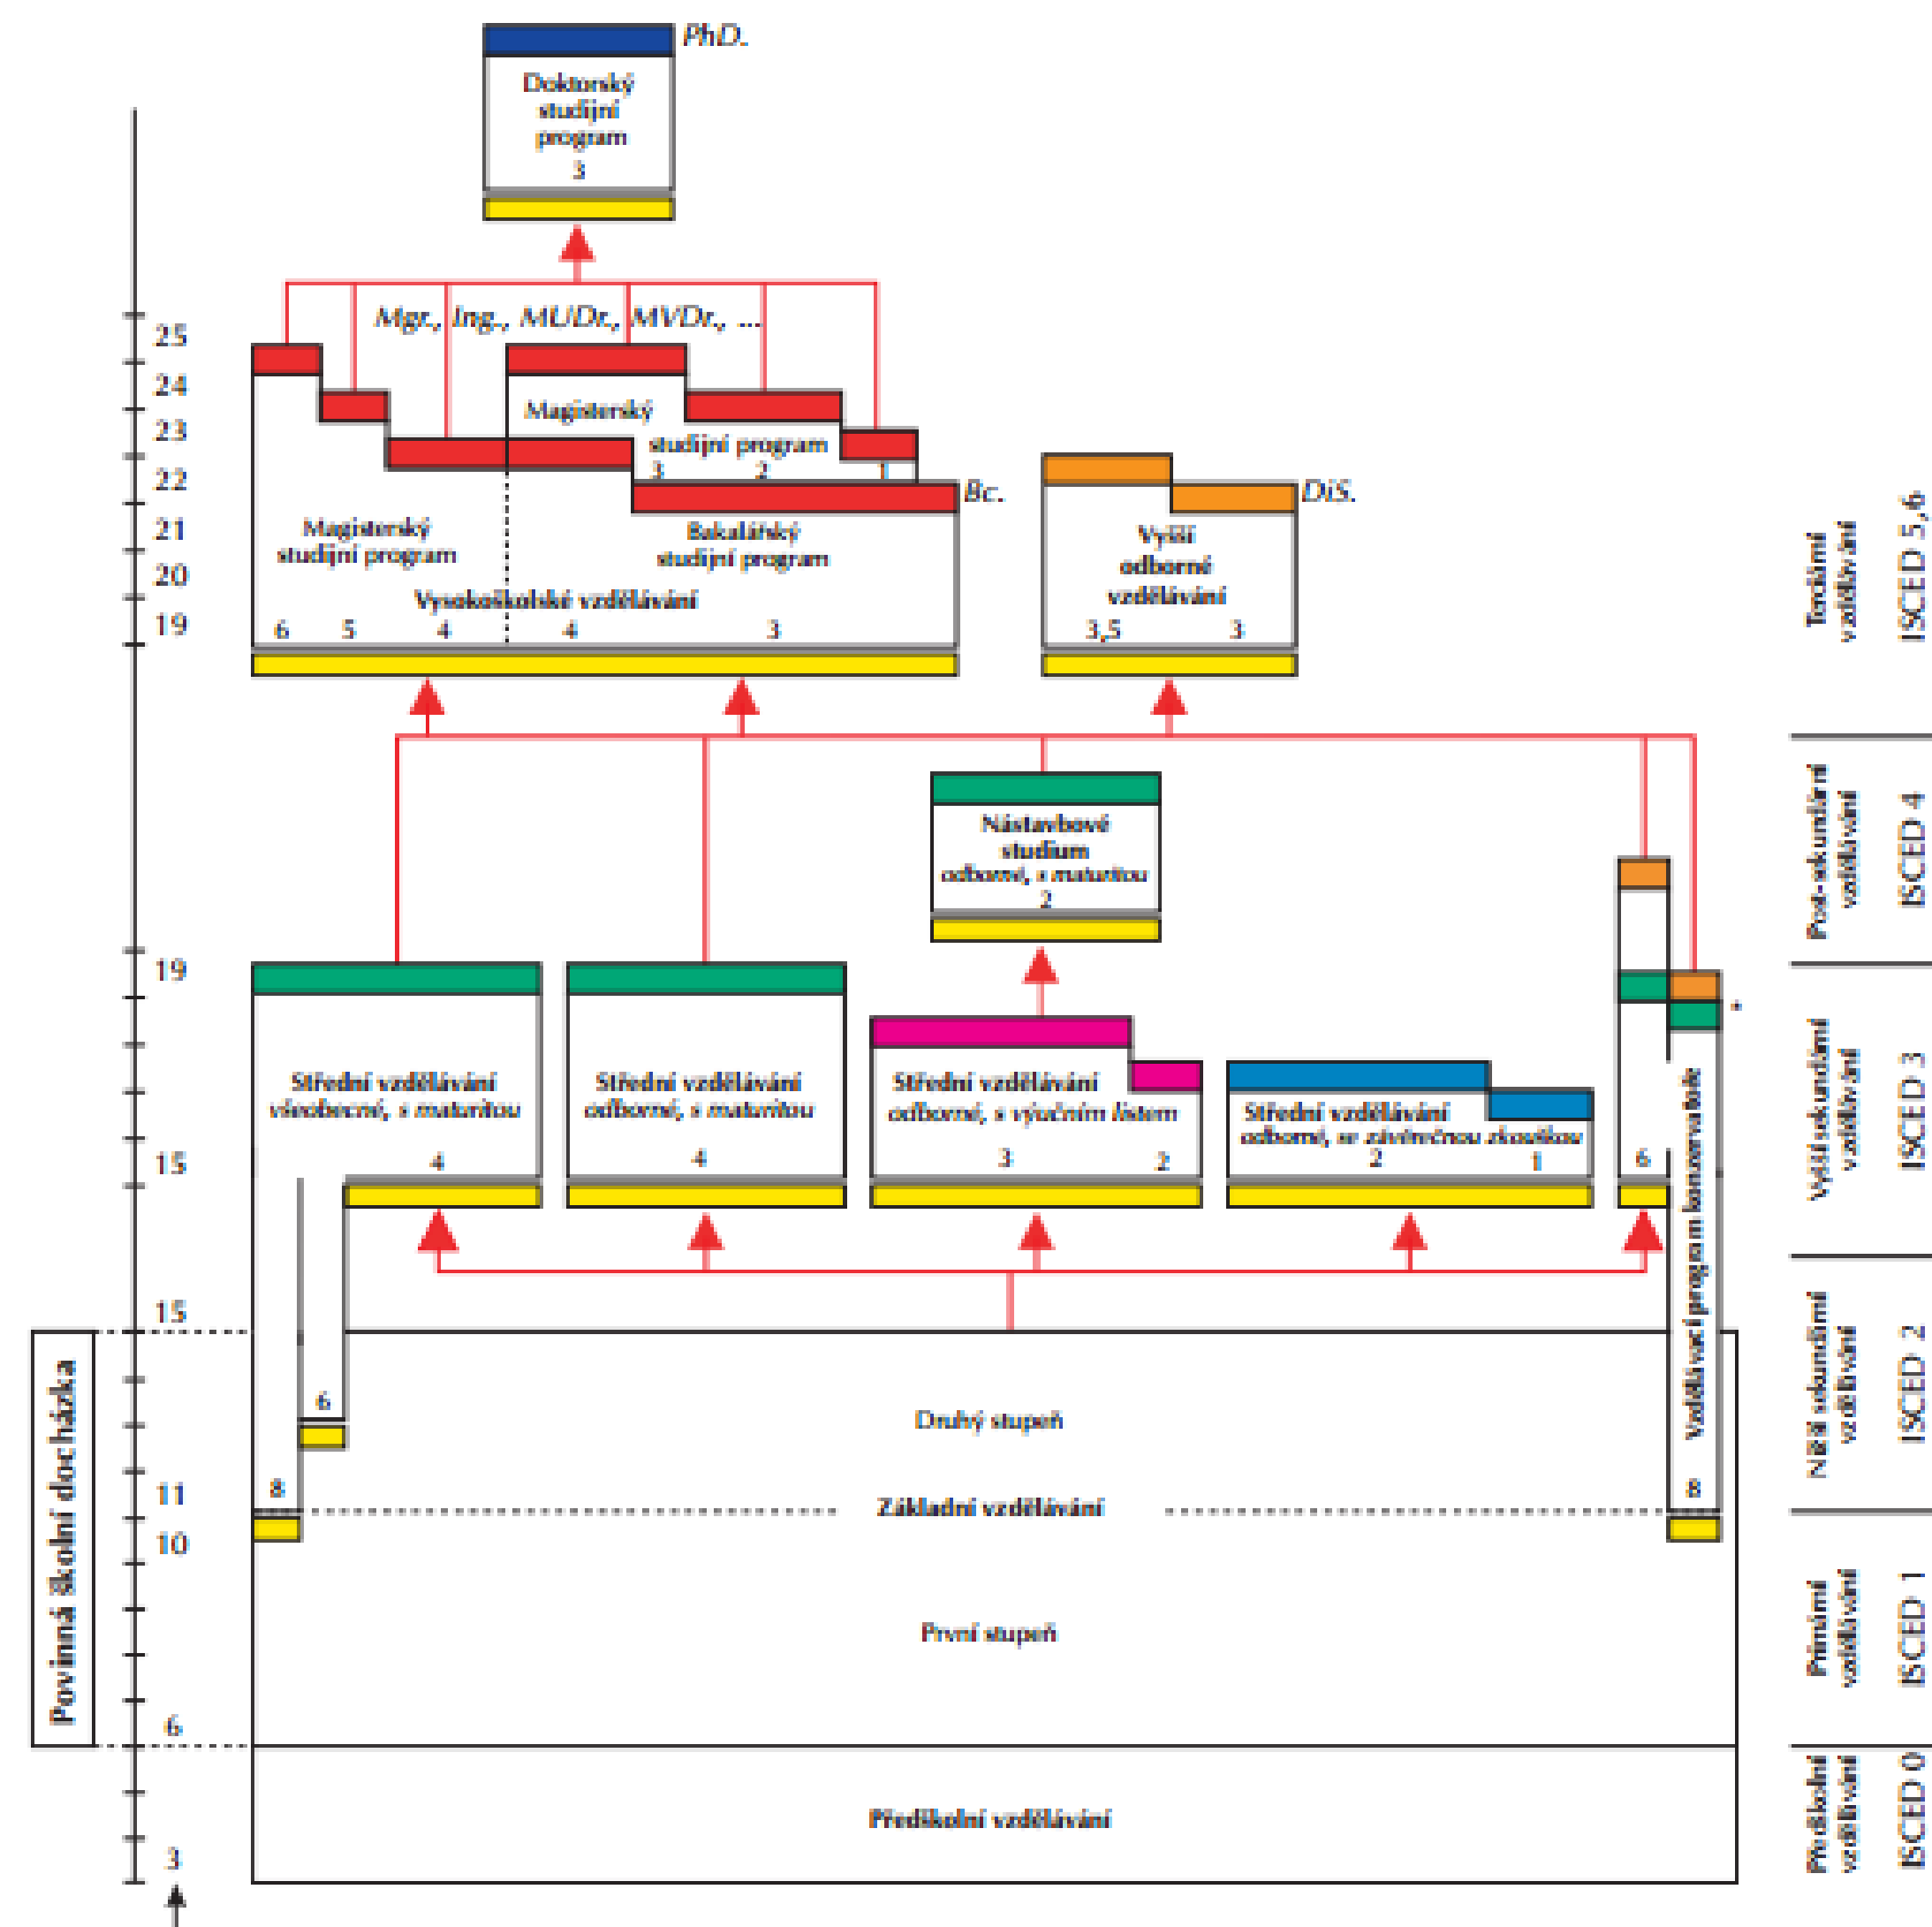 PhD.
Doktorský
studijní
program
3
Mgr., Ing., MUDr., MVDr., ...
25
24
23
22
21
20
19
Magisterský
studijní program
3 2 1
Bc.
DiS.
Magisterský
studijní program
Bakalářský
studijní program
Vysokoškolské vzdělávání
6 5 4 4 3
Vyšší
odborné
vzdělávání
3,5 3
Terciární
vzdělávání
ISCED 5,6
Nástavbové
studium
odborné, s maturitou
2
Post-sekundární
vzdělávání
ISCED 4
19
15
Střední vzdělávání
všeobecné, s maturitou
4
Střední vzdělávání
odborné, s maturitou
4
Střední vzdělávání
odborné, s výučním listem
3 2
Střední vzdělávání
odborné, se závěrečnou zkouškou
2 1
6
Vzdělávací program konzervatoře
8
Vyšší sekundární
vzdělávání
ISCED 3
15
11
10
6
3
Povinná školní docházka
6
8
Druhý stupeň
Základní vzdělávání
První stupeň
Předškolní vzdělávání
Nižší sekundární
vzdělávání
ISCED 2
Primární
vzdělávání
ISCED 1
Předškolní
vzdělávání
ISCED 0